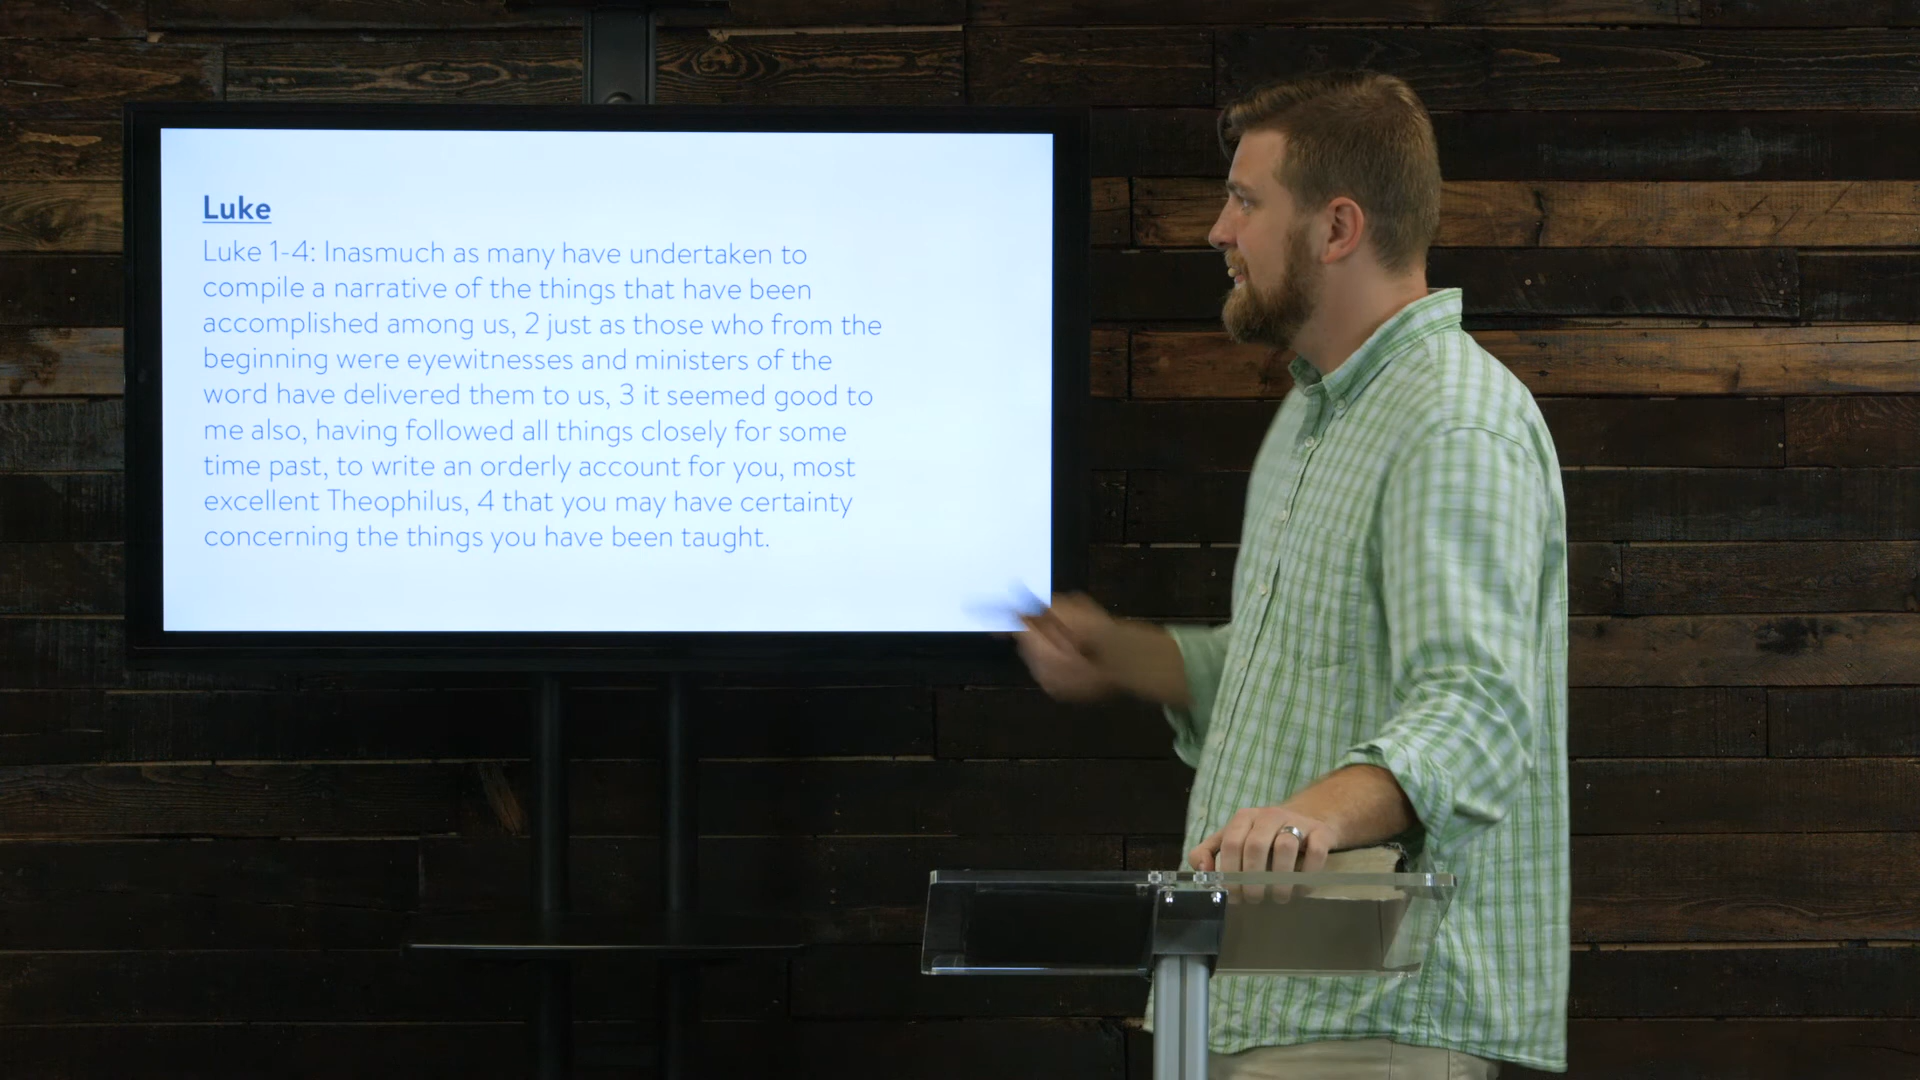 Luke
Luke 1-4: Inasmuch as many have undertaken to
compile a narrative of the things that have been
accomplished among us, 2 just as those who from the
beginning were eyewitnesses and ministers of the
word have delivered them to us, 3 it seemed good to
me also, having followed all things closely for some
time past, to write an orderly account for you, most
excellent Theophilus, 4 that you may have certainty
concerning the things you have been taught.